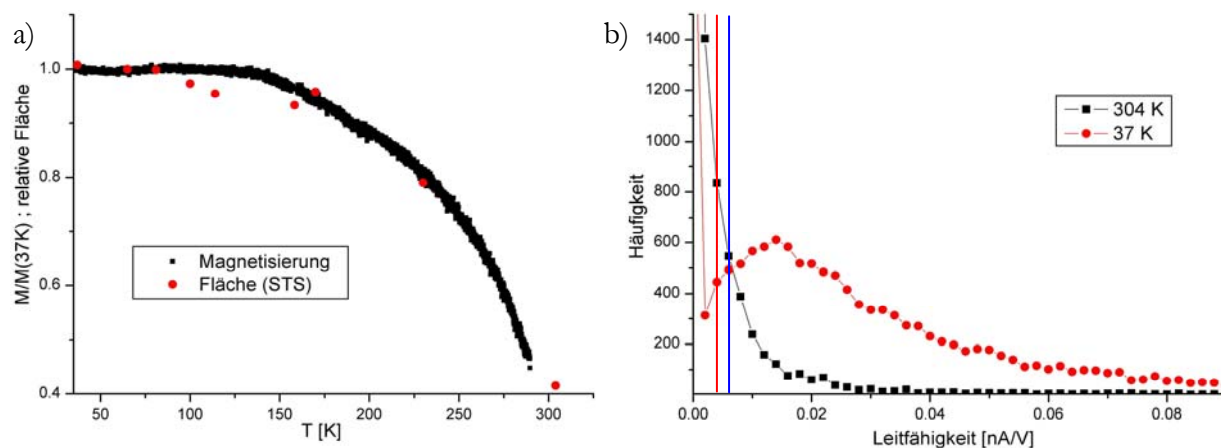 a)
M/M(37K) ; relative Fläche
1.0
0.8
0.6
0.4
50 100 150 200 250 300
T [K]
Magnetisierung
Fläche (STS)
b)
Häufigkeit
1400
1200
1000
800
600
400
200
0.00 0.02 0.04 0.06 0.08
Leitfähigkeit [nA/V]
304 K
37 K